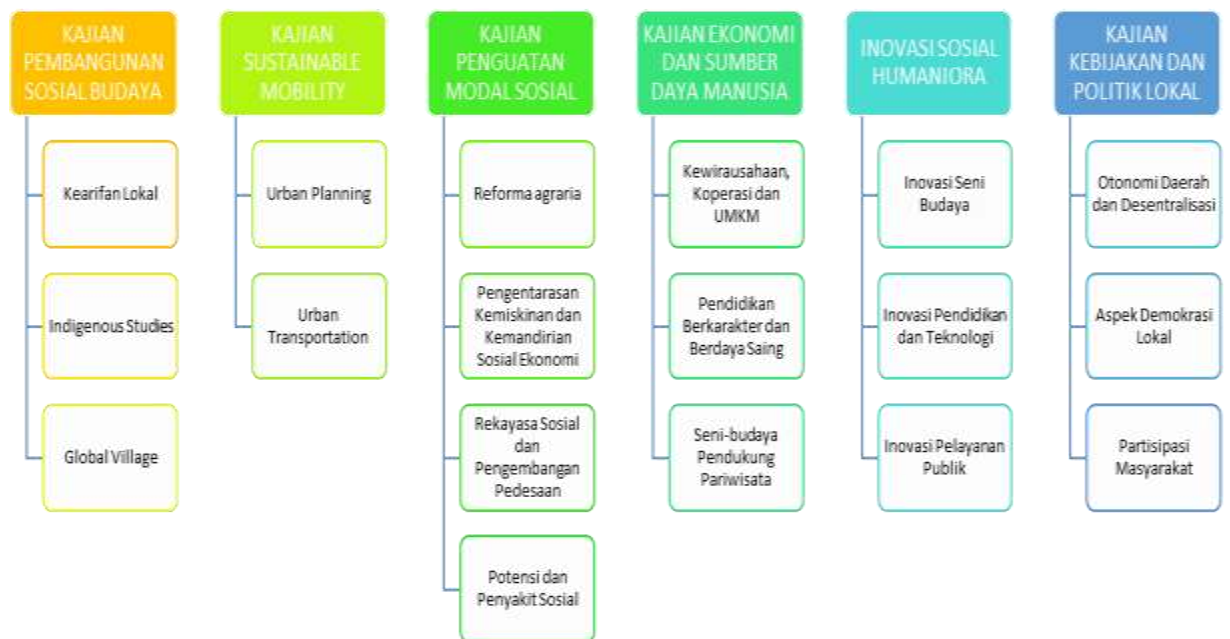 KAJIAN
PEMBANGUNAN
SOSIAL BUDAYA
Kearifan Lokal
Indigenous Studies
Global Village
KAJIAN
SUSTAINABLE
MOBILITY
Urban Planning
Urban
Transportation
KAJIAN
PENGUATAN
MODAL SOSIAL
Reforma agraria
Pengentarasan
Kemiskinan dan
Kemandirian
Sosial Ekonomi
Rekayasa Sosial
dan
Pengembangan
Pedesaan
Potensi dan
Penyakit Sosial
KAJIAN EKONOMI
DAN SUMBER
DAYA MANUSIA
Kewirausahaan,
Koperasi dan
UMKM
Pendidikan
Berkarakter dan
Berdaya Saing
Seni-budaya
Pendukung
Pariwisata
INOVASI SOSIAL
HUMANIORA
Inovasi Seni
Budaya
Inovasi Pendidikan
dan Teknologi
Inovasi Pelayanan
Publik
KAJIAN
KEBIJAKAN DAN
POLITIK LOKAL
Otonomi Daerah
dan Desentralisasi
Aspek Demokrasi
Lokal
Partisipasi
Masyarakat